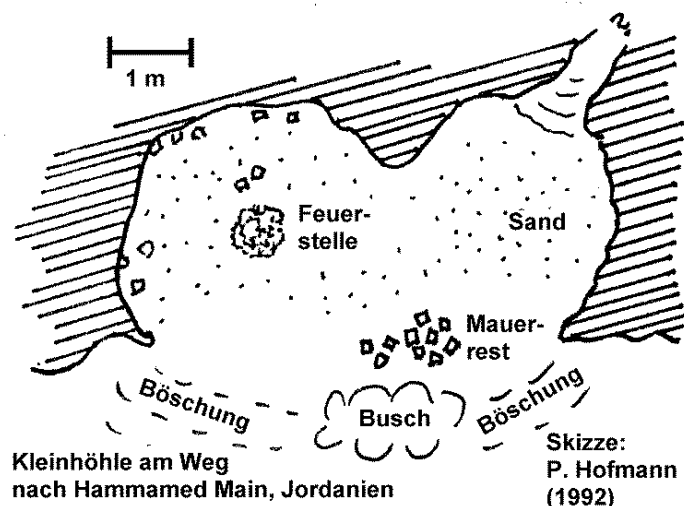 1 m
Feuer-
stelle
Sand
Mauer-
rest
Böschung
Busch
Böschung
Kleinhöhle am Weg
nach Hammamed Main, Jordanien
Skizze:
P. Hofmann
(1992)